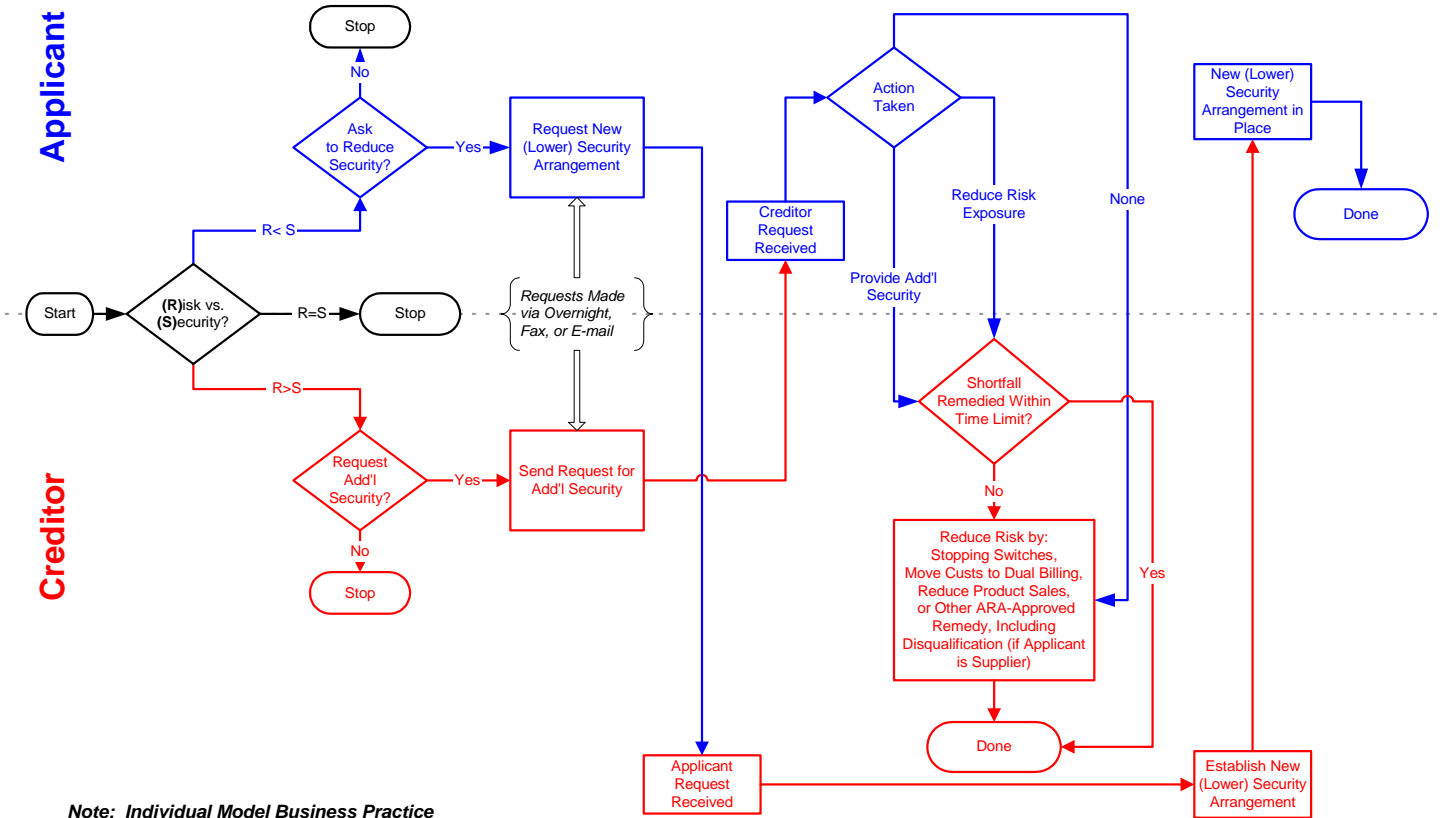 Applicant
Creditor
Start
(R)isk vs.
(S)ecurity?
R< S
R=S
R>S
Stop
Stop
No
Ask
to Reduce
Security?
Yes
Request New
(Lower) Security
Arrangement
Requests Made
via Overnight,
Fax, or E-mail
Request
Add'l
Security?
No
Stop
Yes
Send Request for
Add'l Security
Creditor
Request
Received
Action
Taken
Provide Add'l
Security
Reduce Risk
Exposure
None
Shortfall
Remedied Within
Time Limit?
No
Yes
Reduce Risk by:
Stopping Switches,
Move Custs to Dual Billing,
Reduce Product Sales,
or Other ARA-Approved
Remedy, Including
Disqualification (if Applicant
is Supplier)
Done
Applicant
Request
Received
Establish New
(Lower) Security
Arrangement
New (Lower)
Security
Arrangement in
Place
Done
Note: Individual Model Business Practice